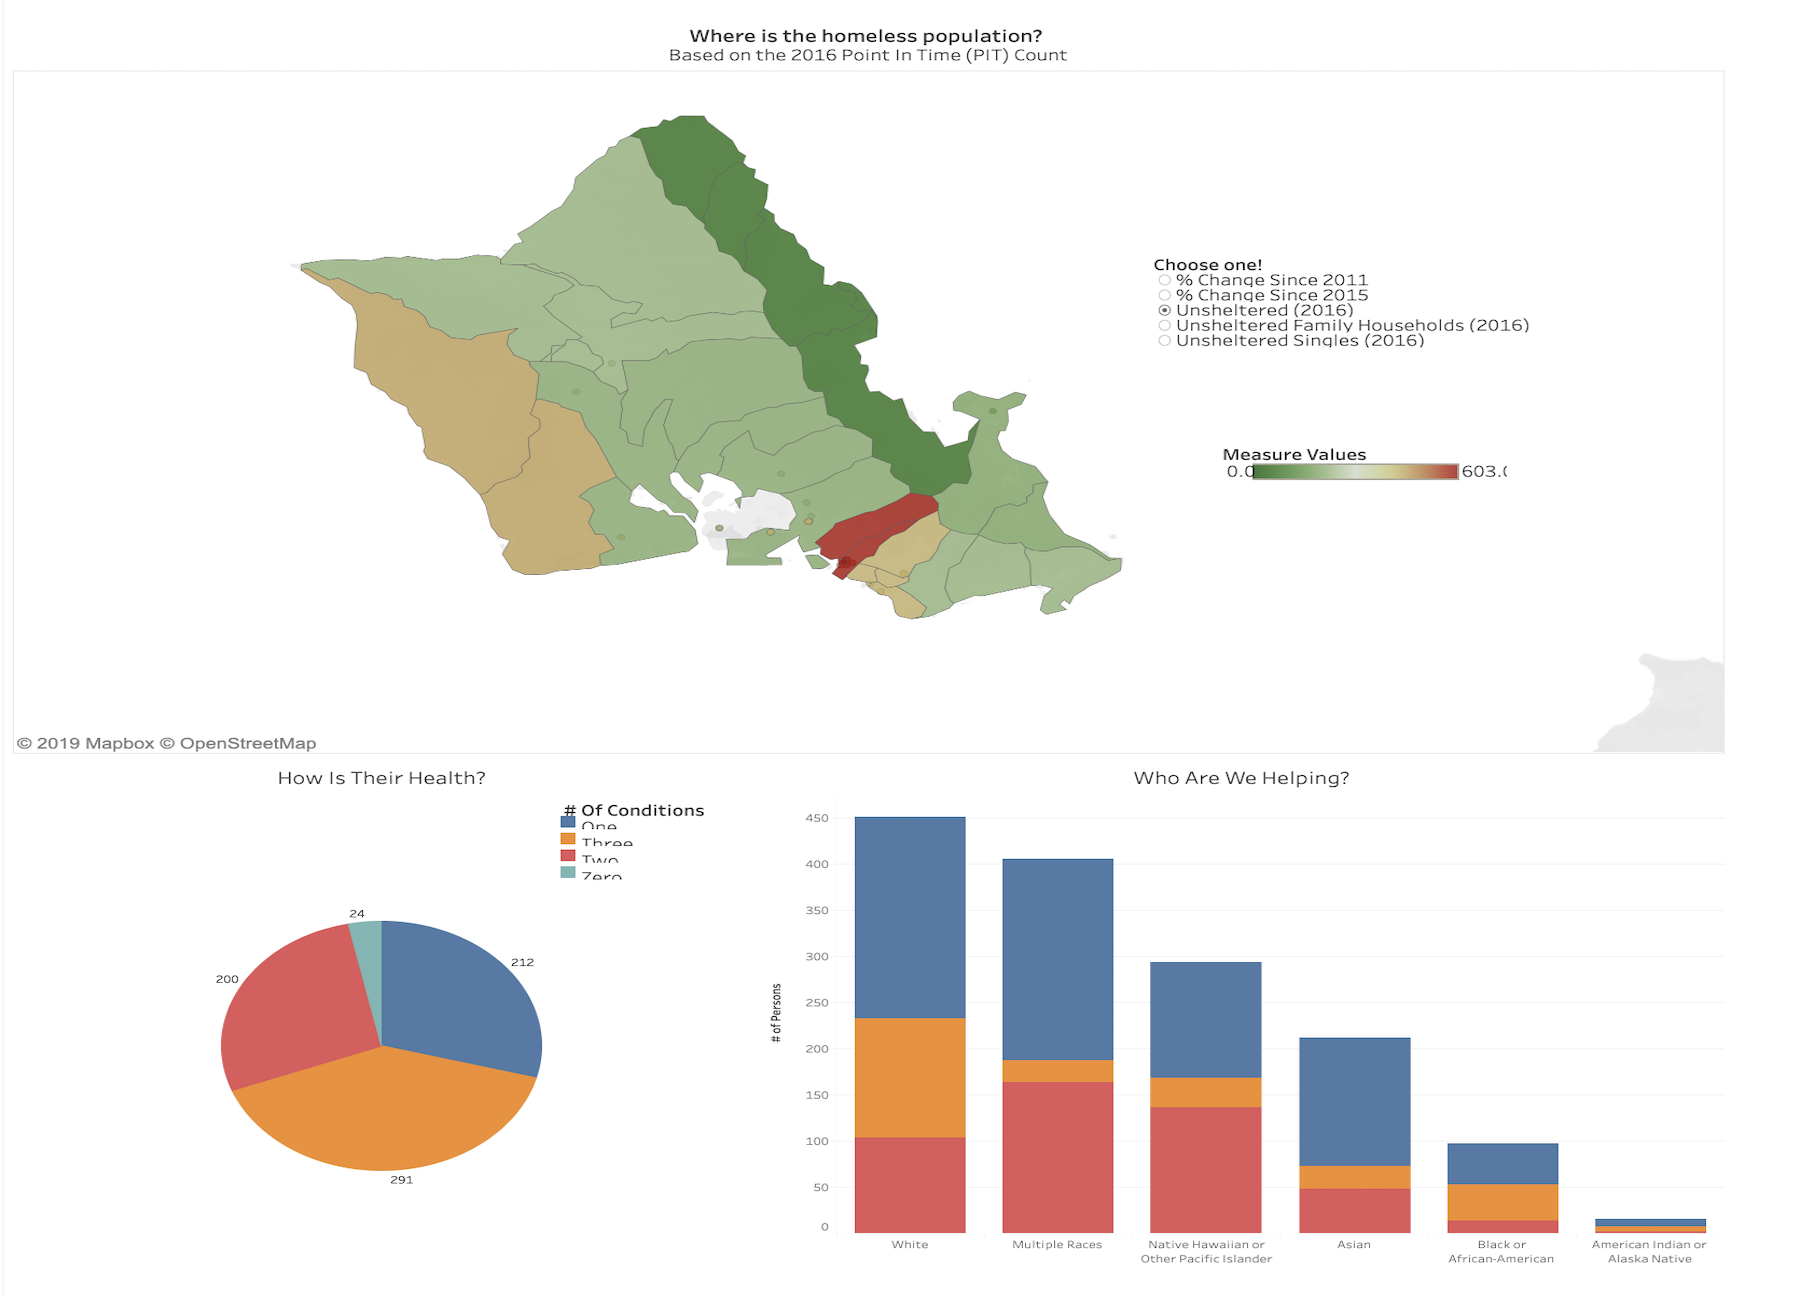 Where is the homeless population?
Based on the 2016 Point In Time (PIT) Count
Choose one!
% Change Since 2011
% Change Since 2015
Unsheltered (2016)
Unsheltered Family Households (2016)
Unsheltered Singles (2016)
Measure Values
0.0
603.
© 2019 Mapbox © OpenStreetMap
How Is Their Health?
# Of Conditions
One
Three
Two
Zero
24
212
200
291
Who Are We Helping?
# of Persons
450
400
350
300
250
200
150
100
50
0
White
Multiple Races
Native Hawaiian or
Other Pacific Islander
Asian
Black or
African-American
American Indian or
Alaska Native